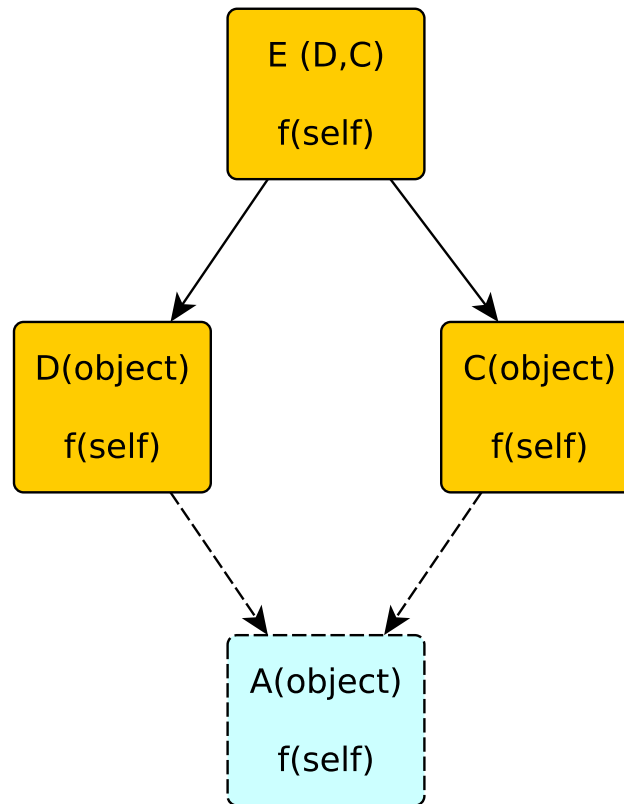 E (D,C)
f(self)
D(object)
f(self)
C(object)
f(self)
A(object)
f(self)